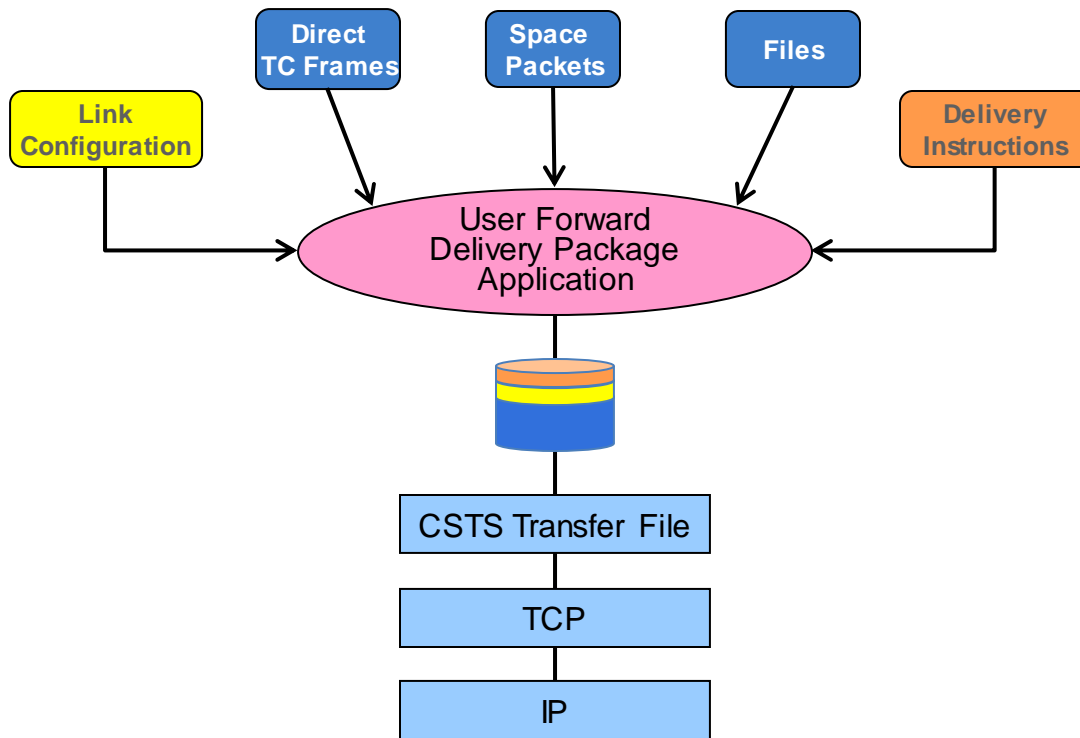 Direct
TC Frames
Space
Packets
Files
Link
Configuration
Delivery
Instructions
User Forward
Delivery Package
Application
CSTS Transfer File
TCP
IP